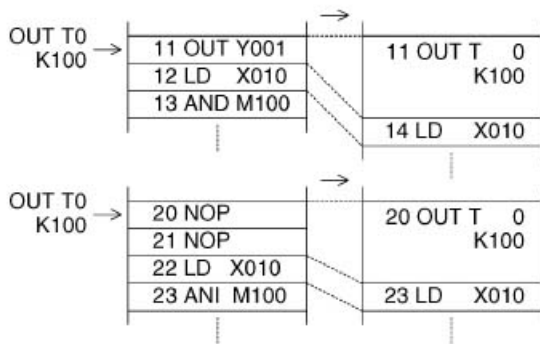 OUT T0
K100
11 OUT Y001
12 LD X010
13 AND M100
11 OUT T 0
K100
14 LD X010
OUT T0
K100
20 NOP
21 NOP
22 LD X010
23 ANI M100
20 OUT T 0
K100
23 LD X010